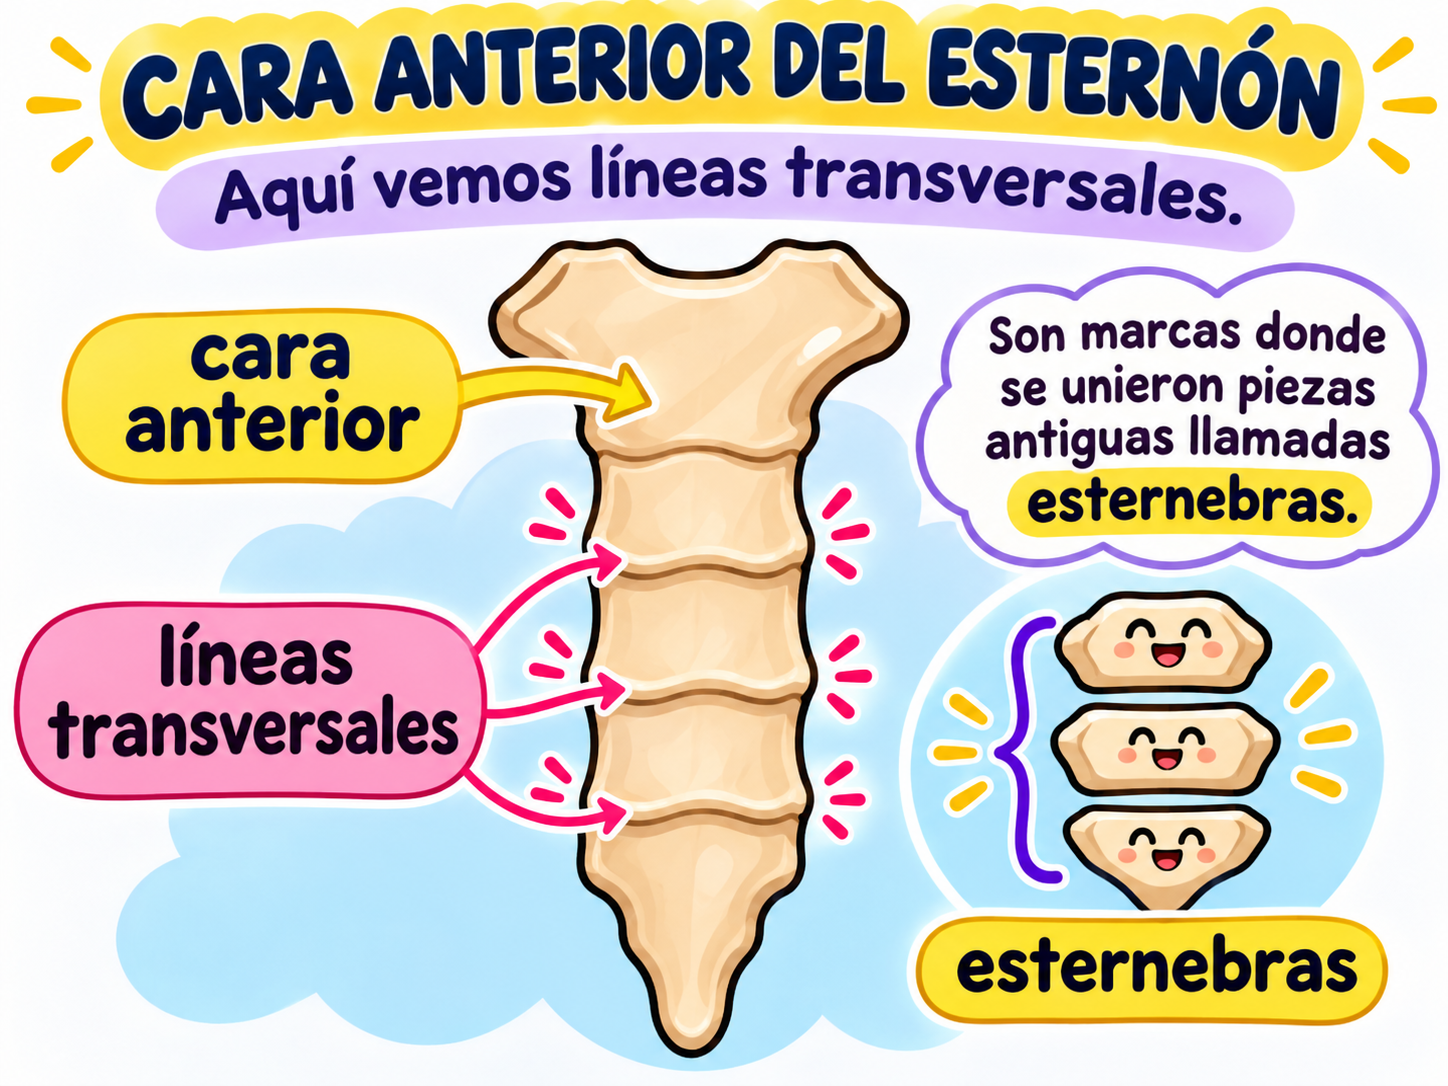 CARA ANTERIOR DEL ESTERNÓN
Aquí vemos líneas transversales.
cara
anterior
Son marcas donde
se unieron piezas
antiguas llamadas
esternebras.
líneas
transversales
esternebras